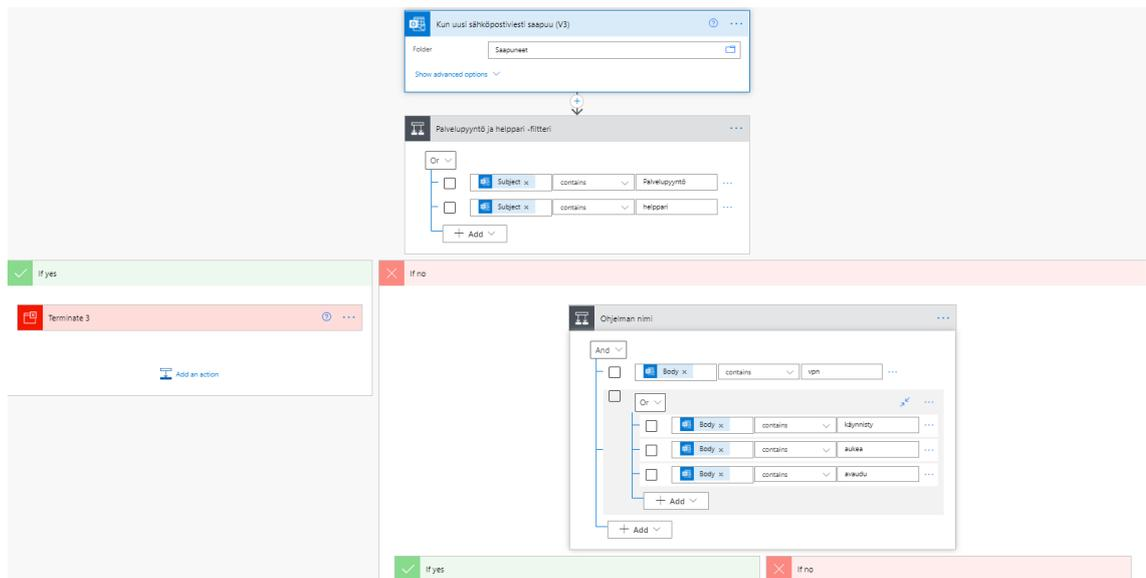 Kun uusi sähköpostiviesti saapuu (V3)
Folder Saapuneet
Show advanced options
Palvelupyyntö ja helppari -filtteri
Or
Subject x contains Palvelupyyntö
Subject x contains helppari
+ Add
If yes
If no
Terminate 3
Add an action
Ohjelman nimi
And
Body x contains vpn
Or
Body x contains käynnisty
Body x contains aukea
Body x contains avaudu
+ Add
+ Add
If yes
If no